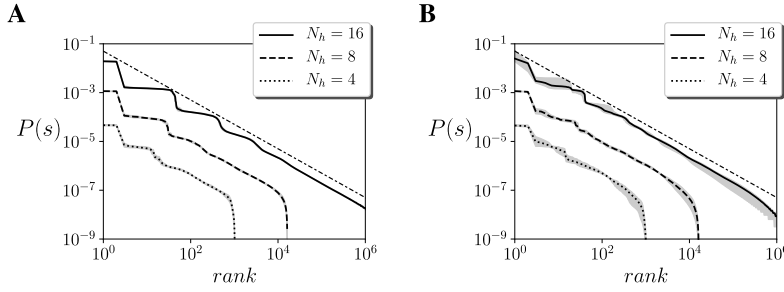 A
N_h = 16
N_h = 8
N_h = 4
10^{-1}
10^{-3}
10^{-5}
10^{-7}
10^{-9}
P(s)
10^0
10^2
10^4
10^6
rank
B
N_h = 16
N_h = 8
N_h = 4
10^{-1}
10^{-3}
10^{-5}
10^{-7}
10^{-9}
P(s)
10^0
10^2
10^4
10^6
rank